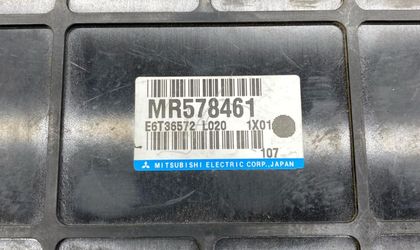 MR578461
E6T36572 L020 1X01
107
MITSUBISHI ELECTRIC CORP., JAPAN